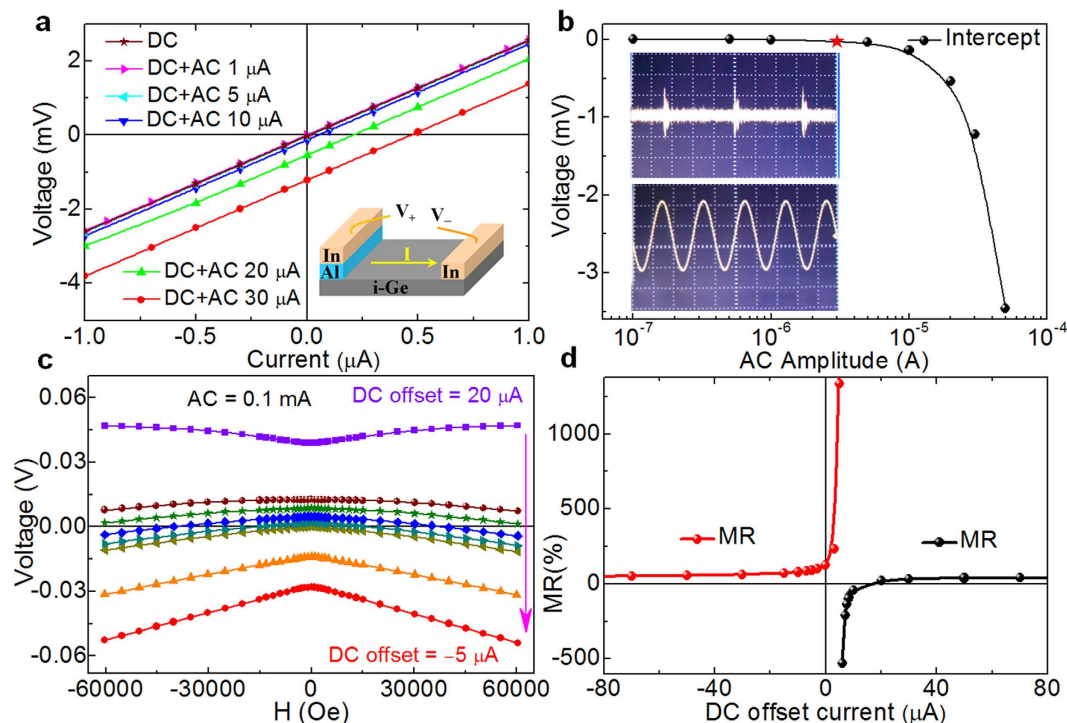 a
DC
DC+AC 1 μA
DC+AC 5 μA
DC+AC 10 μA
DC+AC 20 μA
DC+AC 30 μA
Voltage (mV)
2
0
-2
-4
-1.0
-0.5
0.0
0.5
1.0
Current (μA)
V+
V−
In
Al
I
In
i-Ge
b
Intercept
Voltage (mV)
0
-1
-2
-3
10-7
10-6
10-5
10-4
AC Amplitude (A)
c
AC = 0.1 mA
DC offset = 20 μA
DC offset = −5 μA
Voltage (V)
0.06
0.03
0.00
-0.03
-0.06
-60000
-30000
0
30000
60000
H (Oe)
d
MR
MR
MR(%)
1000
500
0
-500
-80
-40
0
40
80
DC offset current (μA)